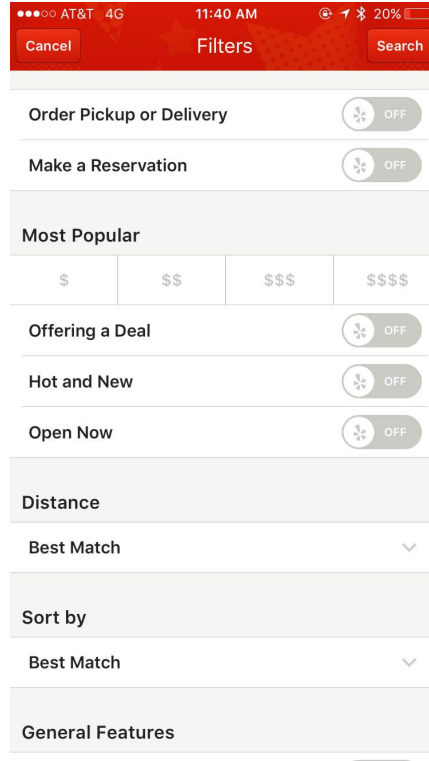 ●●●○○ AT&T 4G 11:40 AM 20%
Cancel Filters Search
Order Pickup or Delivery OFF
Make a Reservation OFF
Most Popular
$ $$ $$$ $$$$
Offering a Deal OFF
Hot and New OFF
Open Now OFF
Distance
Best Match
Sort by
Best Match
General Features